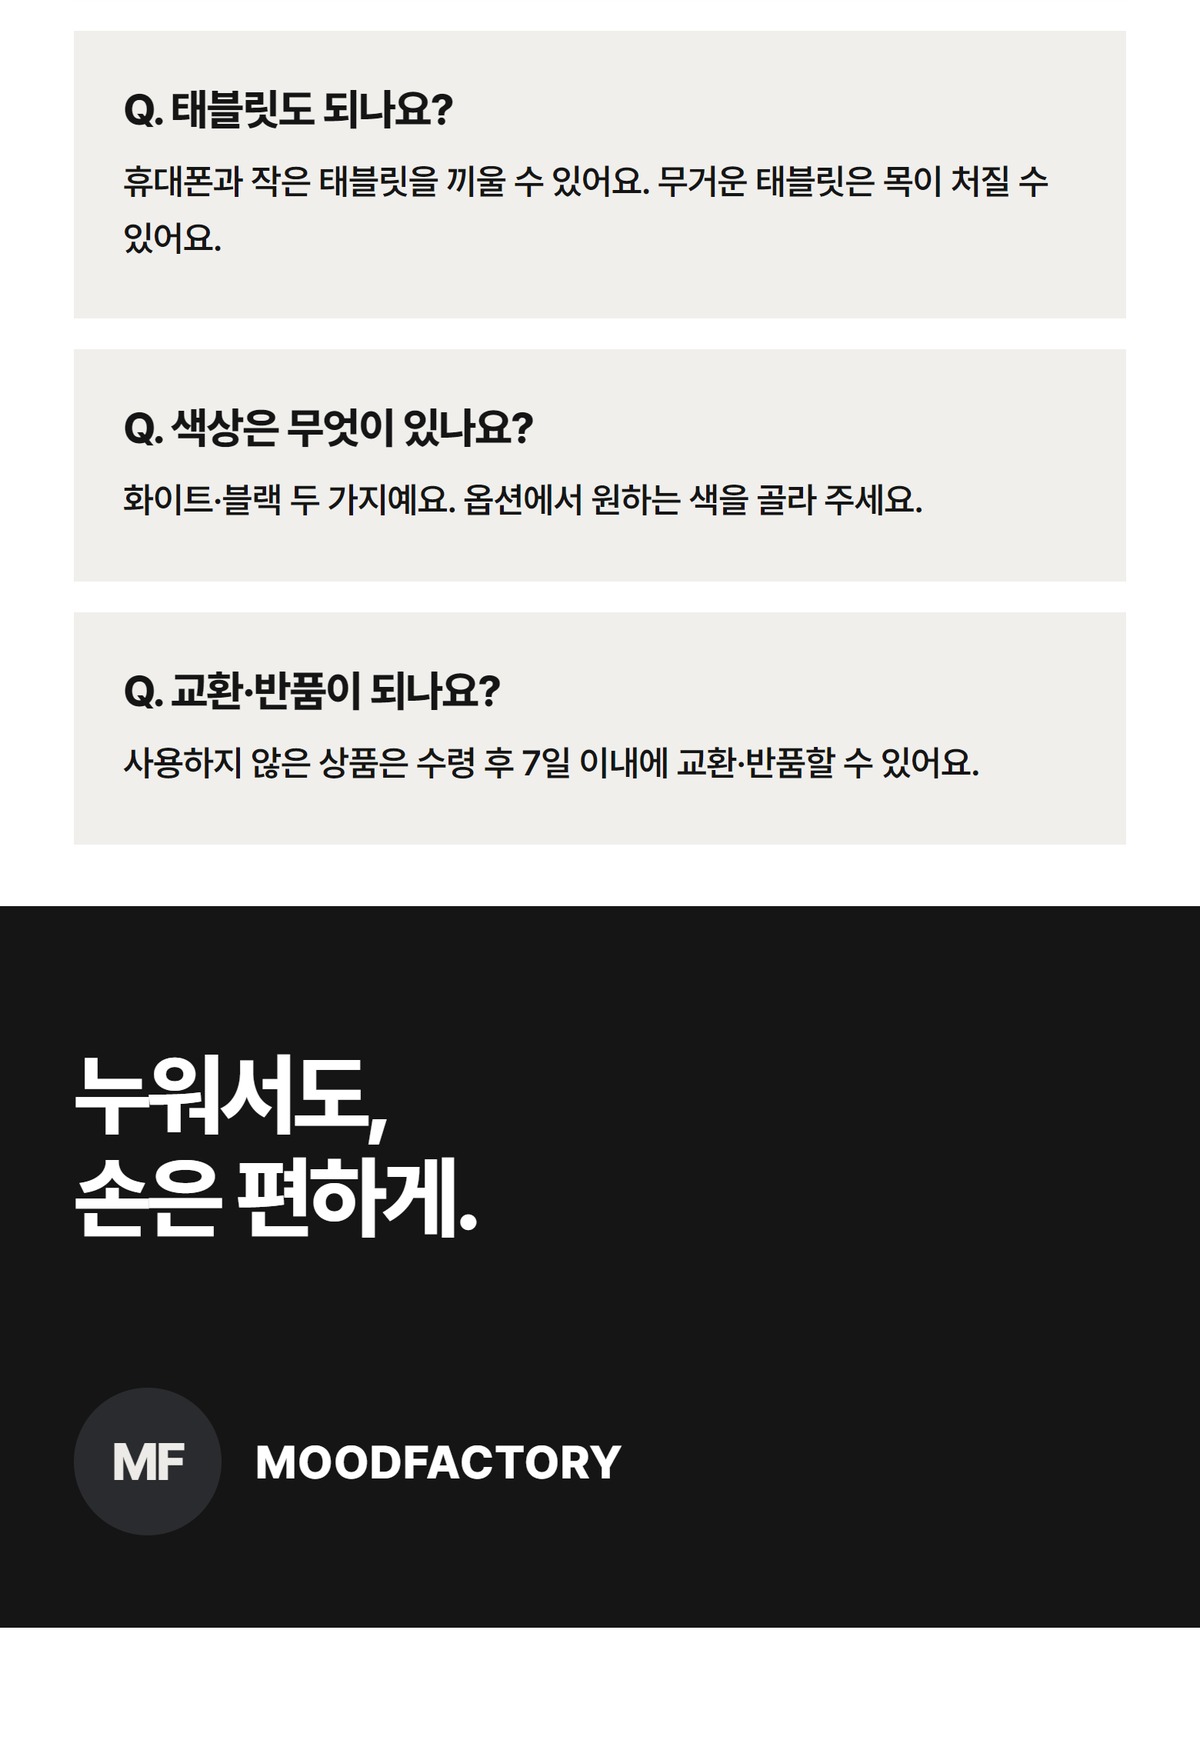 Q. 태블릿도 되나요?
휴대폰과 작은 태블릿을 끼울 수 있어요. 무거운 태블릿은 목이 처질 수
있어요.
Q. 색상은 무엇이 있나요?
화이트·블랙 두 가지예요. 옵션에서 원하는 색을 골라 주세요.
Q. 교환·반품이 되나요?
사용하지 않은 상품은 수령 후 7일 이내에 교환·반품할 수 있어요.
누워서도,
손은 편하게.
MF
MOODFACTORY